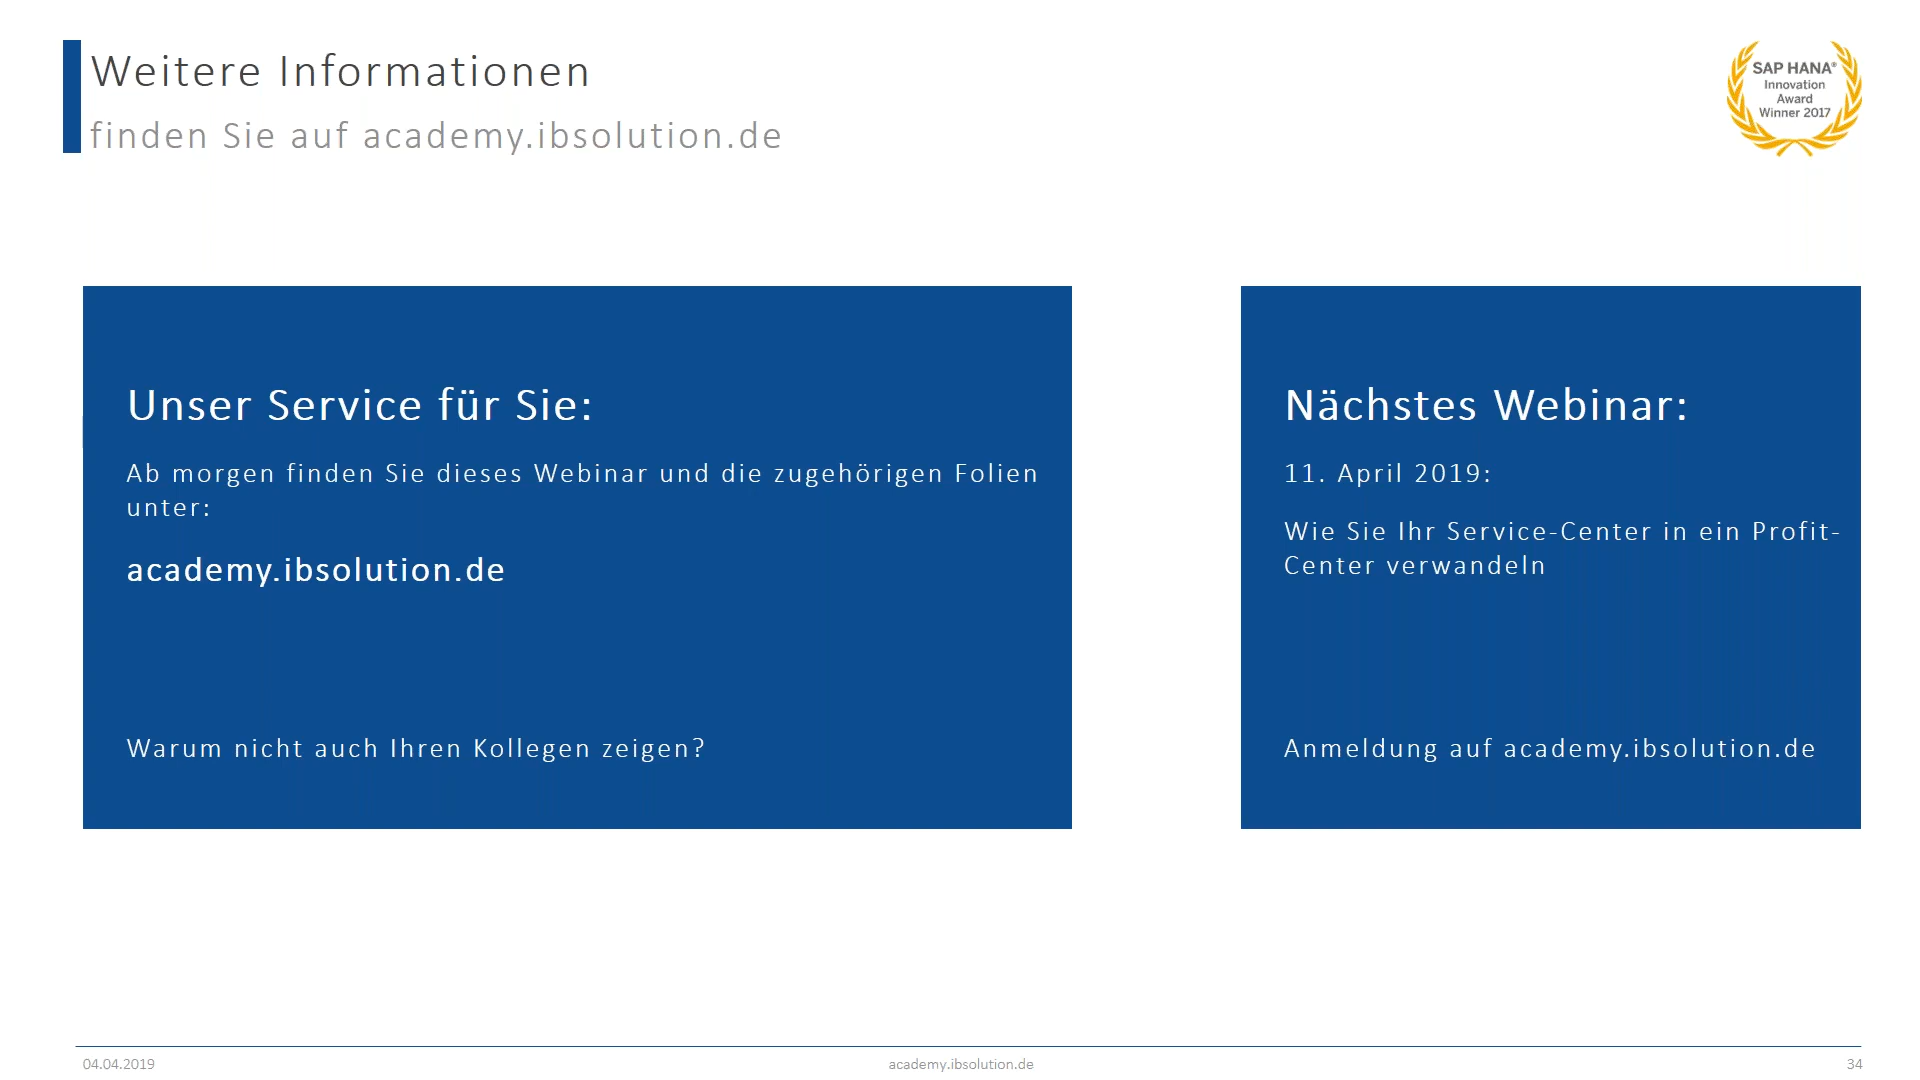 Weitere Informationen
finden Sie auf academy.ibsolution.de
SAP HANA®
Innovation
Award
Winner 2017
Unser Service für Sie:
Ab morgen finden Sie dieses Webinar und die zugehörigen Folien
unter:
academy.ibsolution.de
Warum nicht auch Ihren Kollegen zeigen?
Nächstes Webinar:
11. April 2019:
Wie Sie Ihr Service-Center in ein Profit-
Center verwandeln
Anmeldung auf academy.ibsolution.de
04.04.2019
academy.ibsolution.de
34